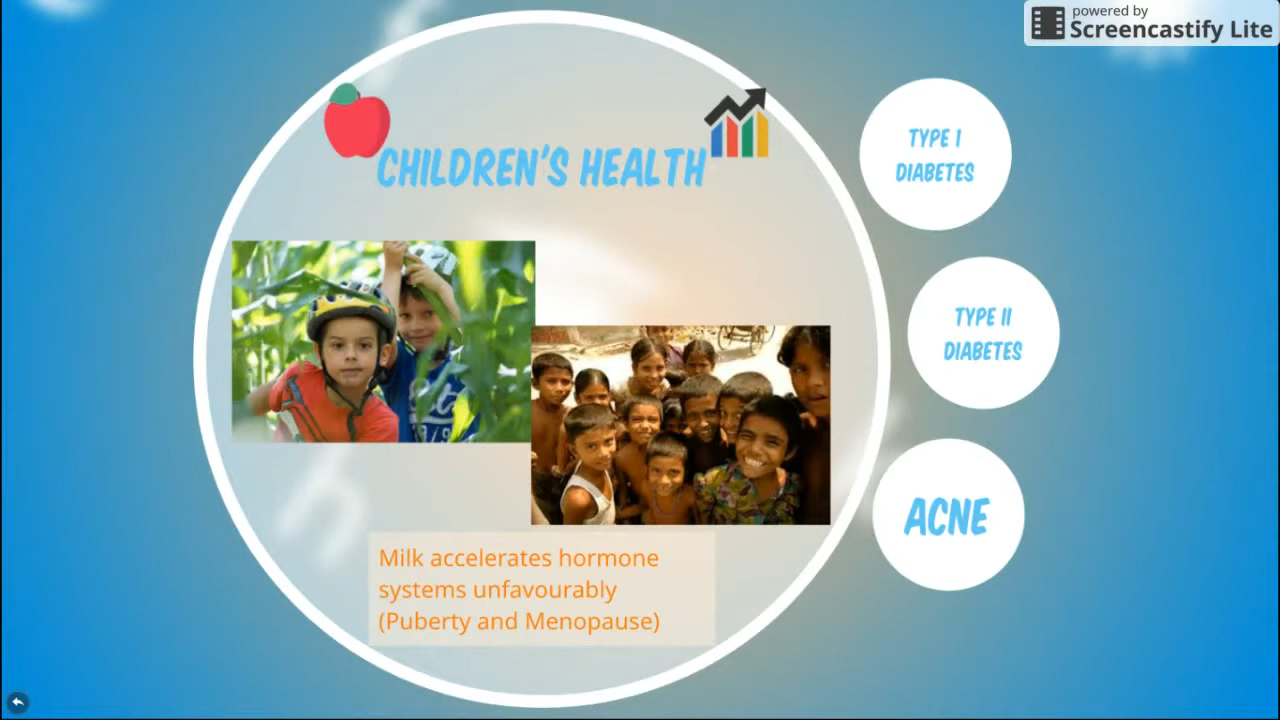 powered by
Screencastify Lite
CHILDREN'S HEALTH
TYPE I
DIABETES
TYPE II
DIABETES
ACNE
Milk accelerates hormone
systems unfavourably
(Puberty and Menopause)